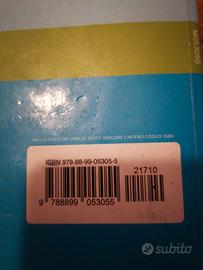 NELL'ELENCO DEI LIBRI DI TESTO INDICARE L'INTERO CODICE ISBN
ISBN 978-88-99-05305-5
21710
9 788899 053055
subito